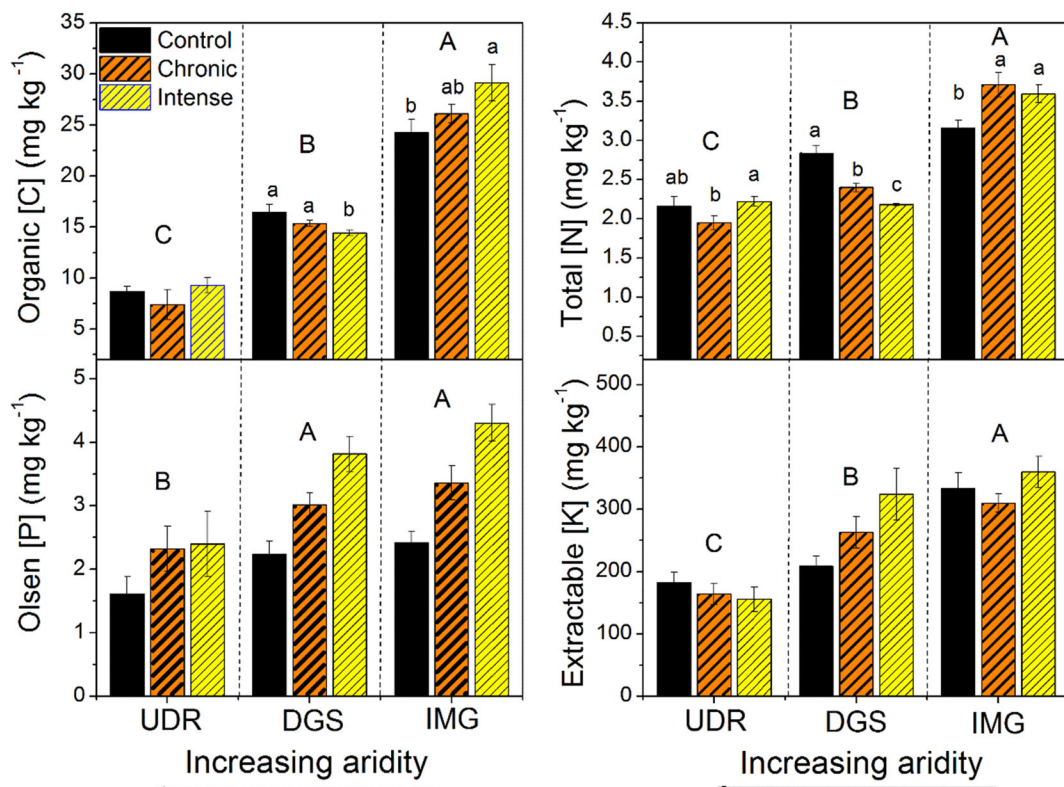 Organic [C] (mg kg⁻¹)
35
30
25
20
15
10
5
Control
Chronic
Intense
C
B
a
a
b
A
b
ab
a
Total [N] (mg kg⁻¹)
4.5
4.0
3.5
3.0
2.5
2.0
1.5
1.0
0.5
C
ab
b
a
B
a
b
c
A
b
a
a
Olsen [P] (mg kg⁻¹)
5
4
3
2
1
0
B
A
A
UDR DGS IMG
Increasing aridity
Extractable [K] (mg kg⁻¹)
500
400
300
200
100
0
C
B
A
UDR DGS IMG
Increasing aridity